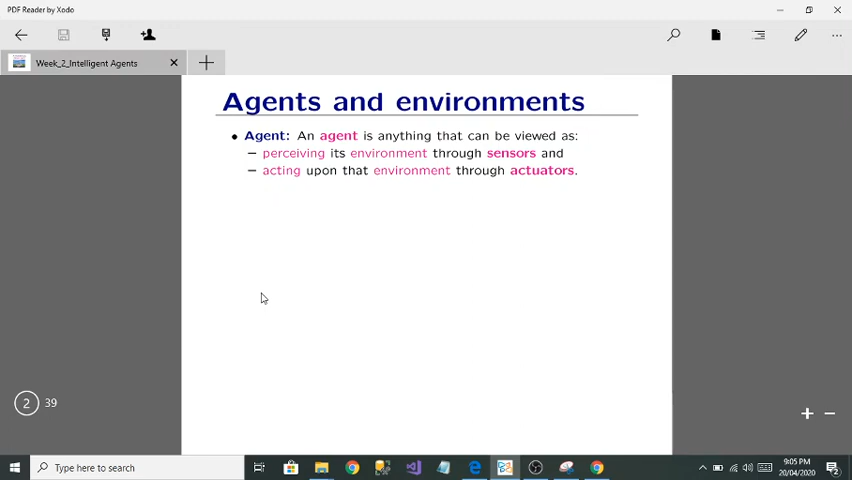 PDF Reader by Xodo
Week_2_Intelligent Agents
Agents and environments
• Agent: An agent is anything that can be viewed as:
– perceiving its environment through sensors and
– acting upon that environment through actuators.
2 39
Type here to search
9:05 PM
20/04/2020
2